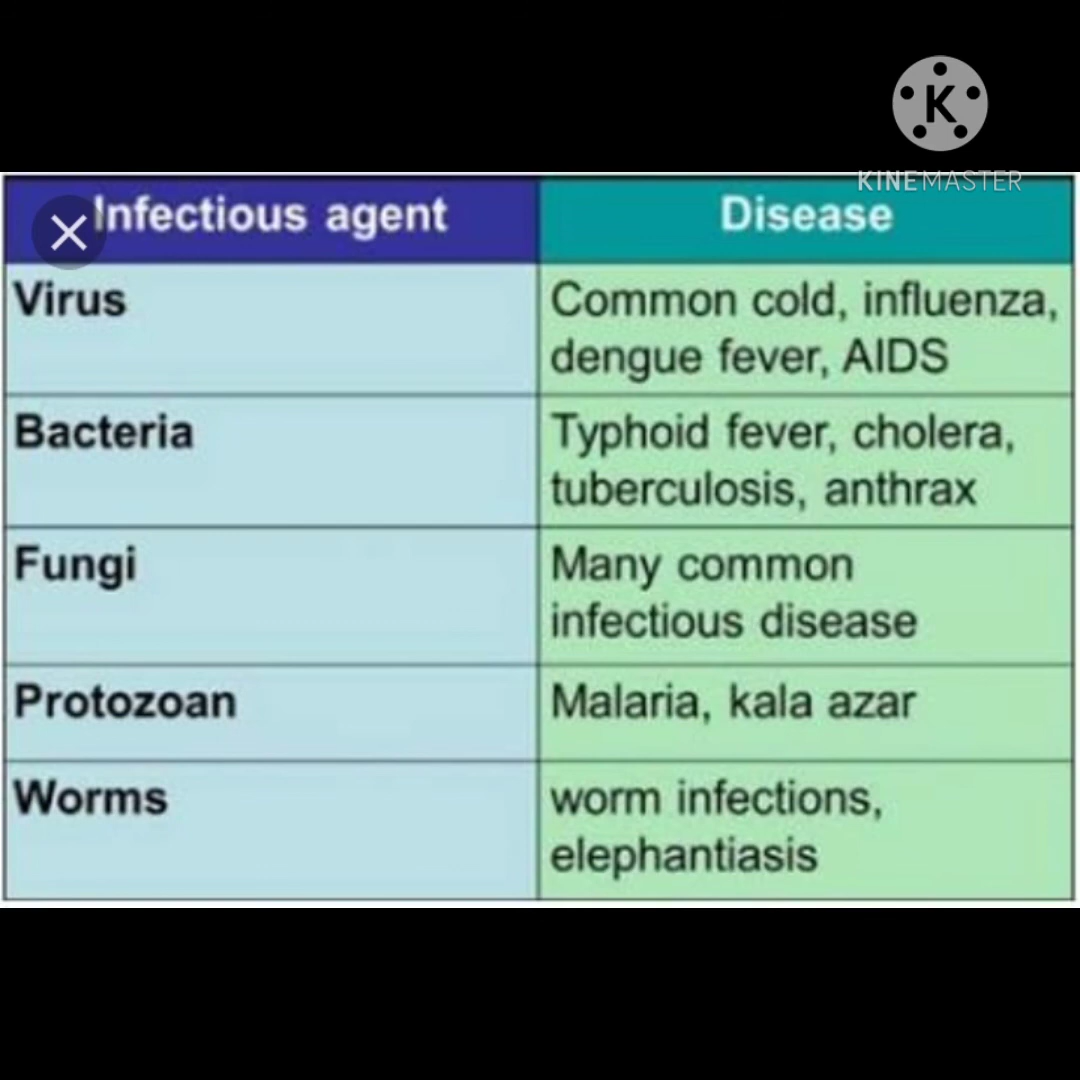 K
KINEMASTER
Infectious agent
Disease
Virus
Common cold, influenza,
dengue fever, AIDS
Bacteria
Typhoid fever, cholera,
tuberculosis, anthrax
Fungi
Many common
infectious disease
Protozoan
Malaria, kala azar
Worms
worm infections,
elephantiasis